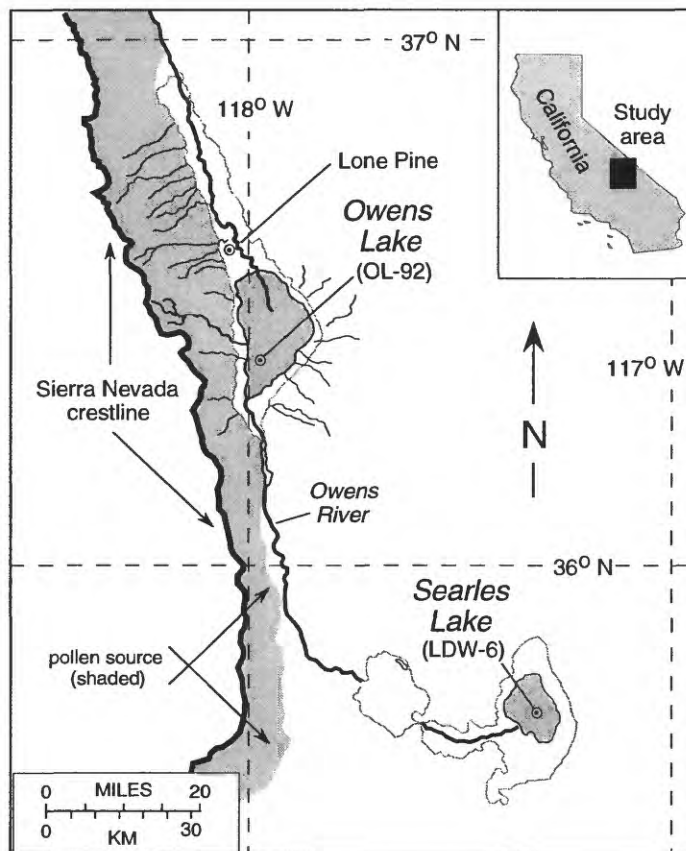 37° N
118° W
California
Study
area
Lone Pine
Owens
Lake
(OL-92)
117° W
Sierra Nevada
crestline
N
Owens
River
36° N
Searles
Lake
(LDW-6)
pollen source
(shaded)
0 MILES 20
0 KM 30